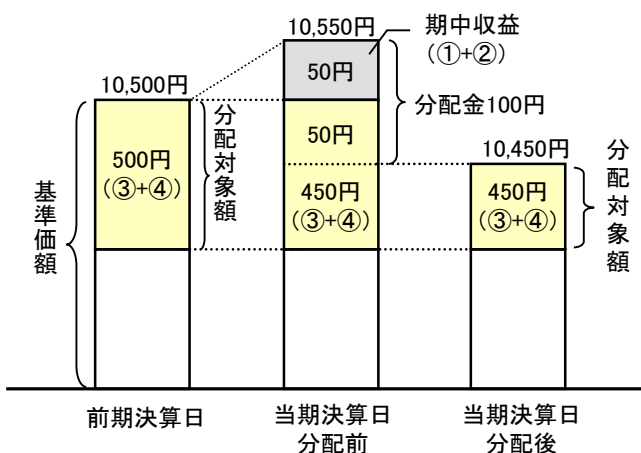 10,550円
期中収益
(①+②)
10,500円
50円
分配金100円
50円
分配対象額
500円
(③+④)
10,450円
450円
(③+④)
450円
(③+④)
分配対象額
基準価額
前期決算日
当期決算日
分配前
当期決算日
分配後